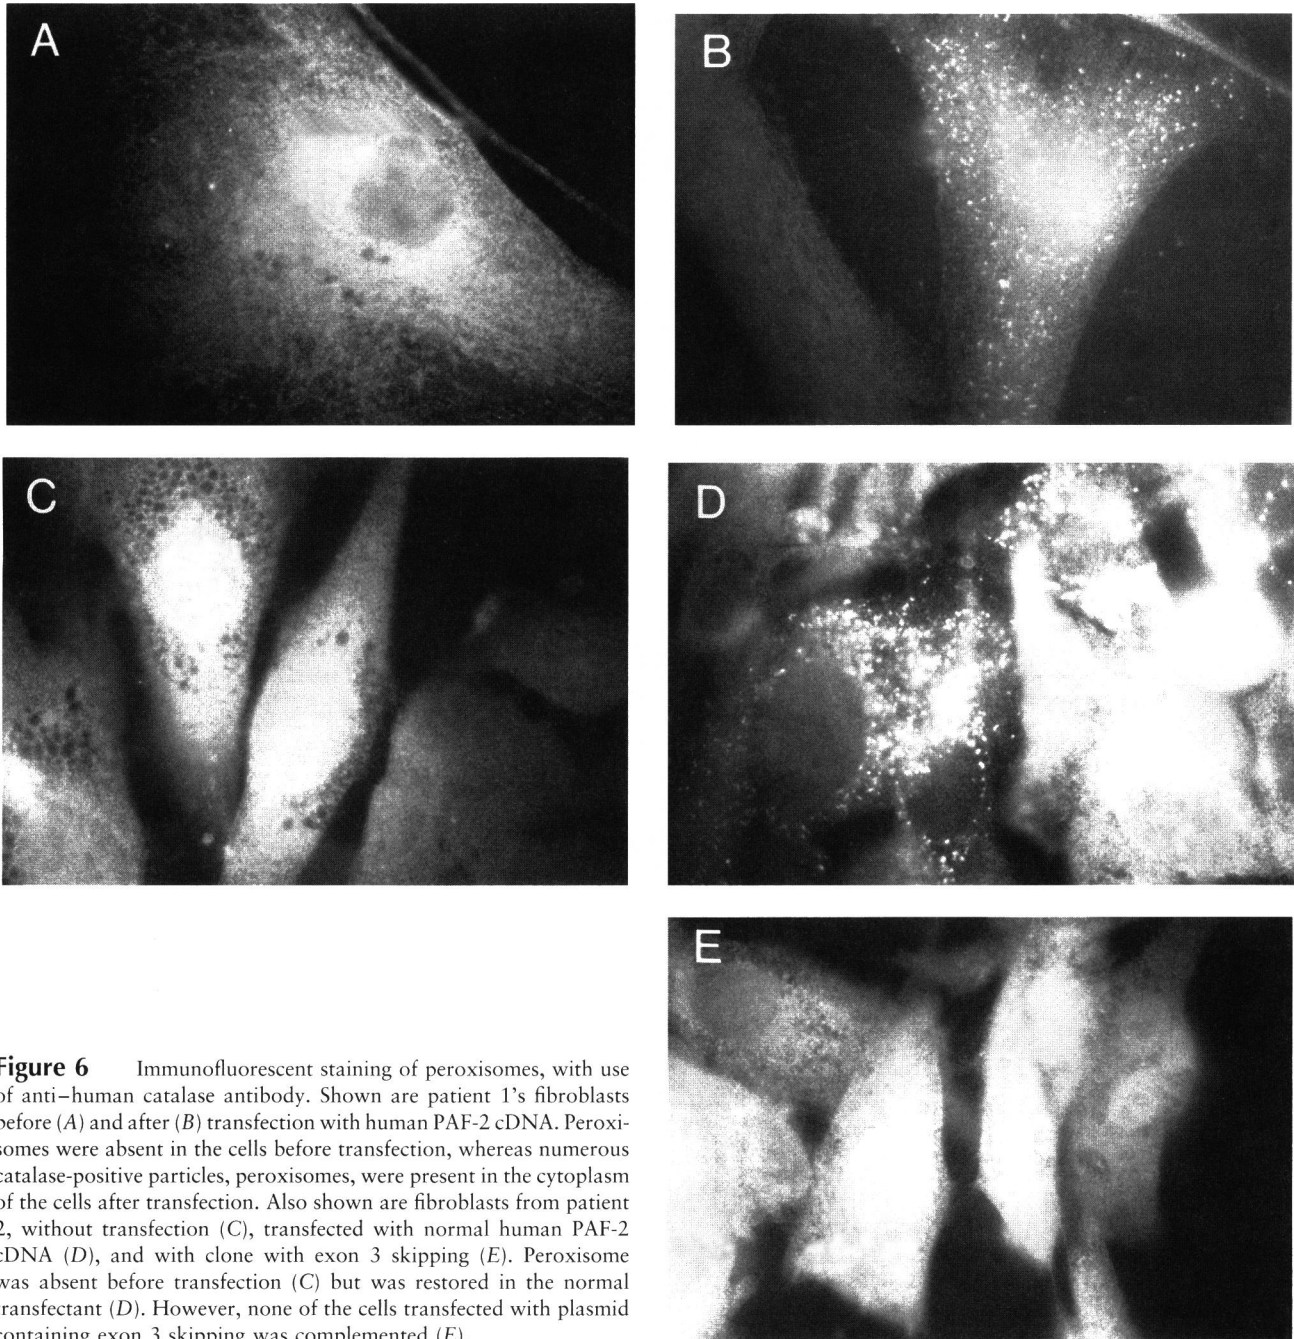 A
B
C
D
E
Figure 6 Immunofluorescent staining of peroxisomes, with use
of anti–human catalase antibody. Shown are patient 1's fibroblasts
before (A) and after (B) transfection with human PAF-2 cDNA. Peroxi-
somes were absent in the cells before transfection, whereas numerous
catalase-positive particles, peroxisomes, were present in the cytoplasm
of the cells after transfection. Also shown are fibroblasts from patient
2, without transfection (C), transfected with normal human PAF-2
cDNA (D), and with clone with exon 3 skipping (E). Peroxisome
was absent before transfection (C) but was restored in the normal
transfectant (D). However, none of the cells transfected with plasmid
containing exon 3 skipping was complemented (E)